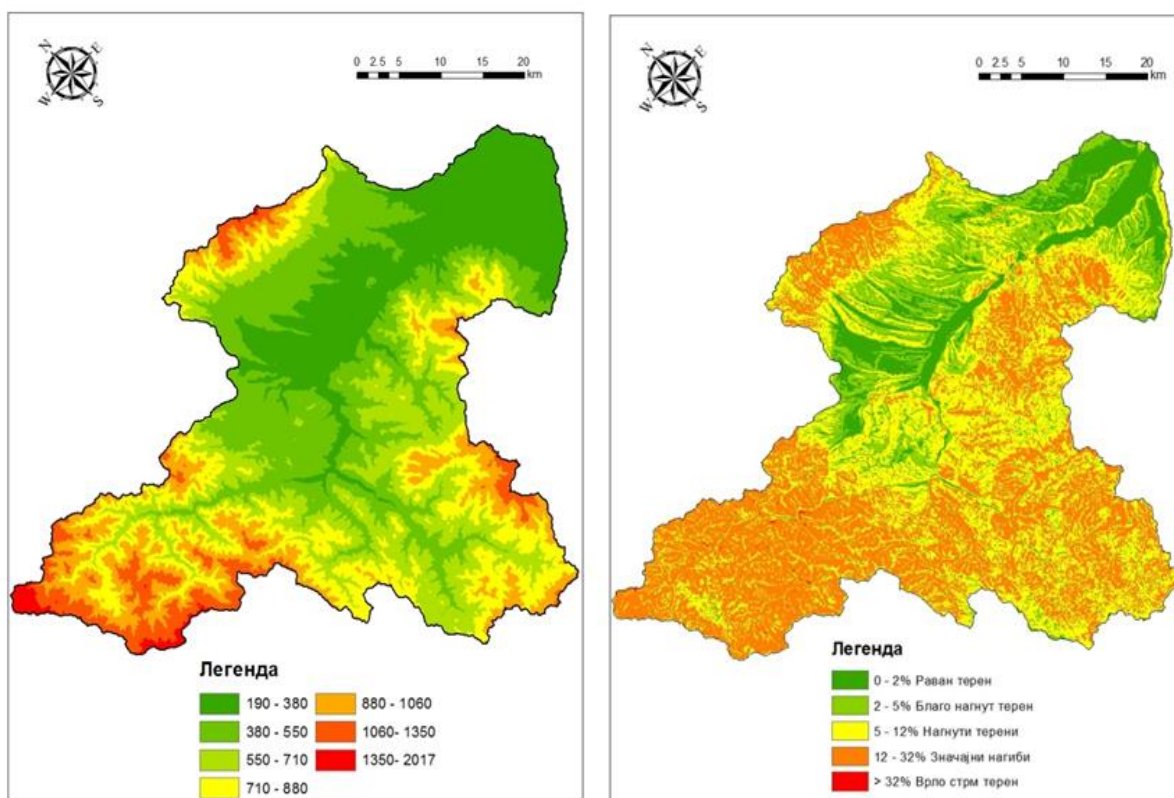 N E
W S
0 2.5 5 10 15 20
km
Легенда
190 - 380
380 - 550
550 - 710
710 - 880
880 - 1060
1060- 1350
1350- 2017
N E
W S
0 2.5 5 10 15 20
km
Легенда
0 - 2% Раван терен
2 - 5% Благо нагнут терен
5 - 12% Нагнути терени
12 - 32% Значајни нагиби
> 32% Врло стрм терен